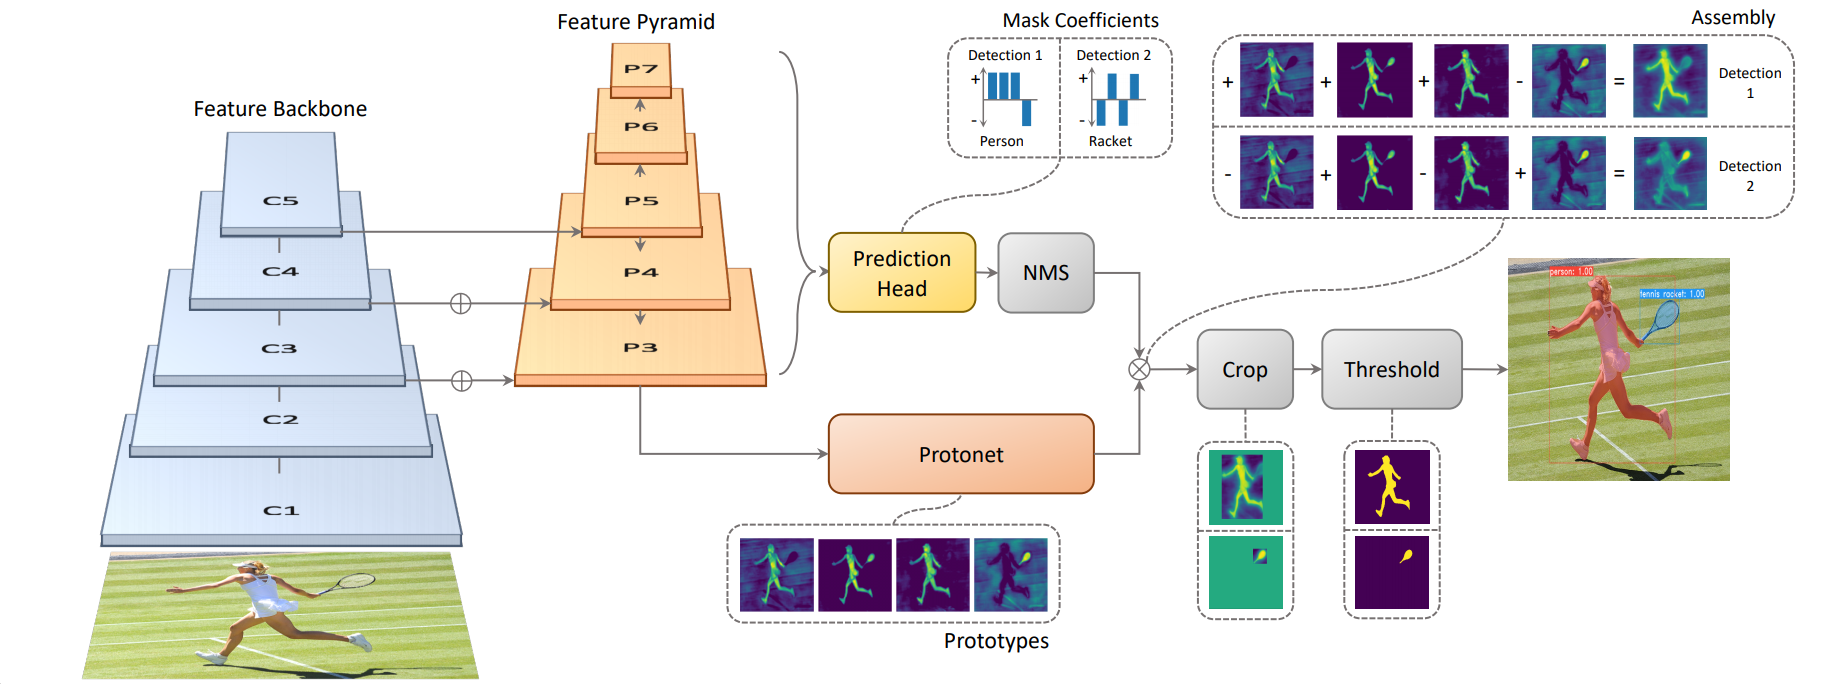 Feature Backbone
C5
C4
C3
C2
C1
Feature Pyramid
P7
P6
P5
P4
P3
Mask Coefficients
Detection 1
+
-
Person
Detection 2
+
-
Racket
Prediction
Head
NMS
Protonet
Prototypes
Assembly
+ + + - =
Detection
1
- + - + =
Detection
2
Crop
Threshold
person: 1.00
tennis racket: 1.00